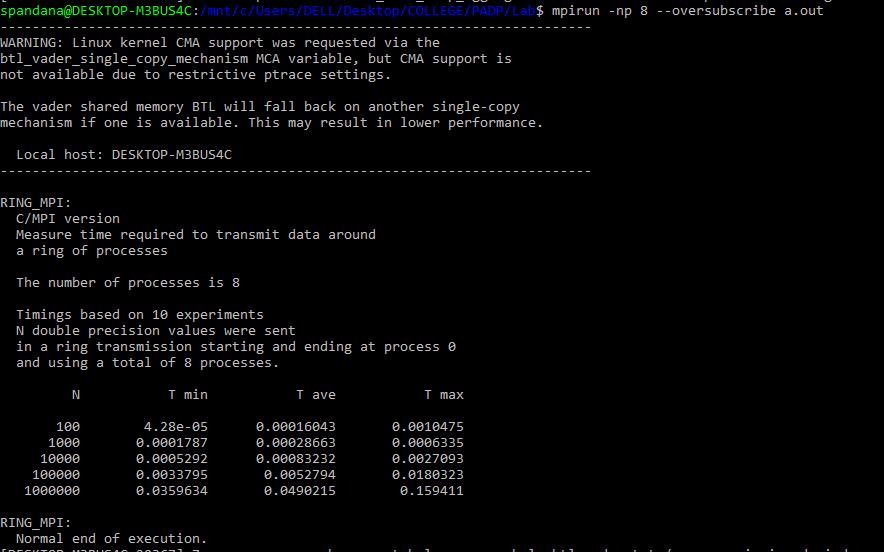 spandana@DESKTOP-M3BUS4C:/mnt/c/Users/DELL/Desktop/COLLEGE/PADP/Lab$ mpirun -np 8 --oversubscribe a.out
--------------------------------------------------------------------------
WARNING: Linux kernel CMA support was requested via the
btl_vader_single_copy_mechanism MCA variable, but CMA support is
not available due to restrictive ptrace settings.

The vader shared memory BTL will fall back on another single-copy
mechanism if one is available. This may result in lower performance.

  Local host: DESKTOP-M3BUS4C
--------------------------------------------------------------------------

RING_MPI:
  C/MPI version
  Measure time required to transmit data around
  a ring of processes

  The number of processes is 8

  Timings based on 10 experiments
  N double precision values were sent
  in a ring transmission starting and ending at process 0
  and using a total of 8 processes.

         N           T min           T ave           T max

       100        4.28e-05      0.00016043       0.0010475
      1000       0.0001787      0.00028663       0.0006335
     10000       0.0005292      0.00083232       0.0027093
    100000       0.0033795       0.0052794       0.0180323
   1000000       0.0359634       0.0490215        0.159411

RING_MPI:
  Normal end of execution.